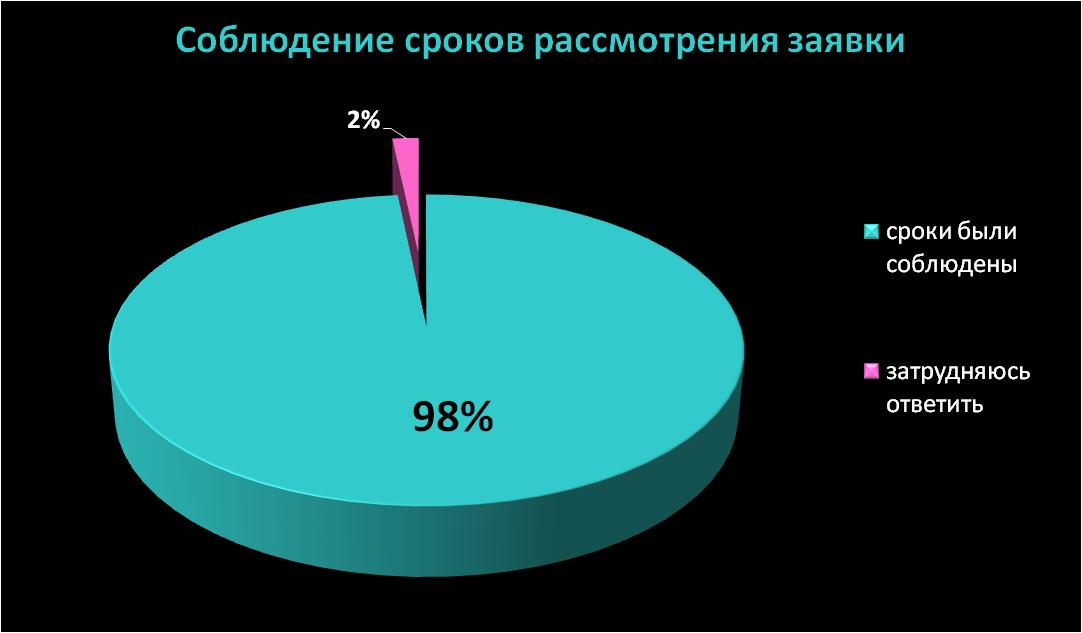 Соблюдение сроков рассмотрения заявки
2%
98%
сроки были
соблюдены
затрудняюсь
ответить